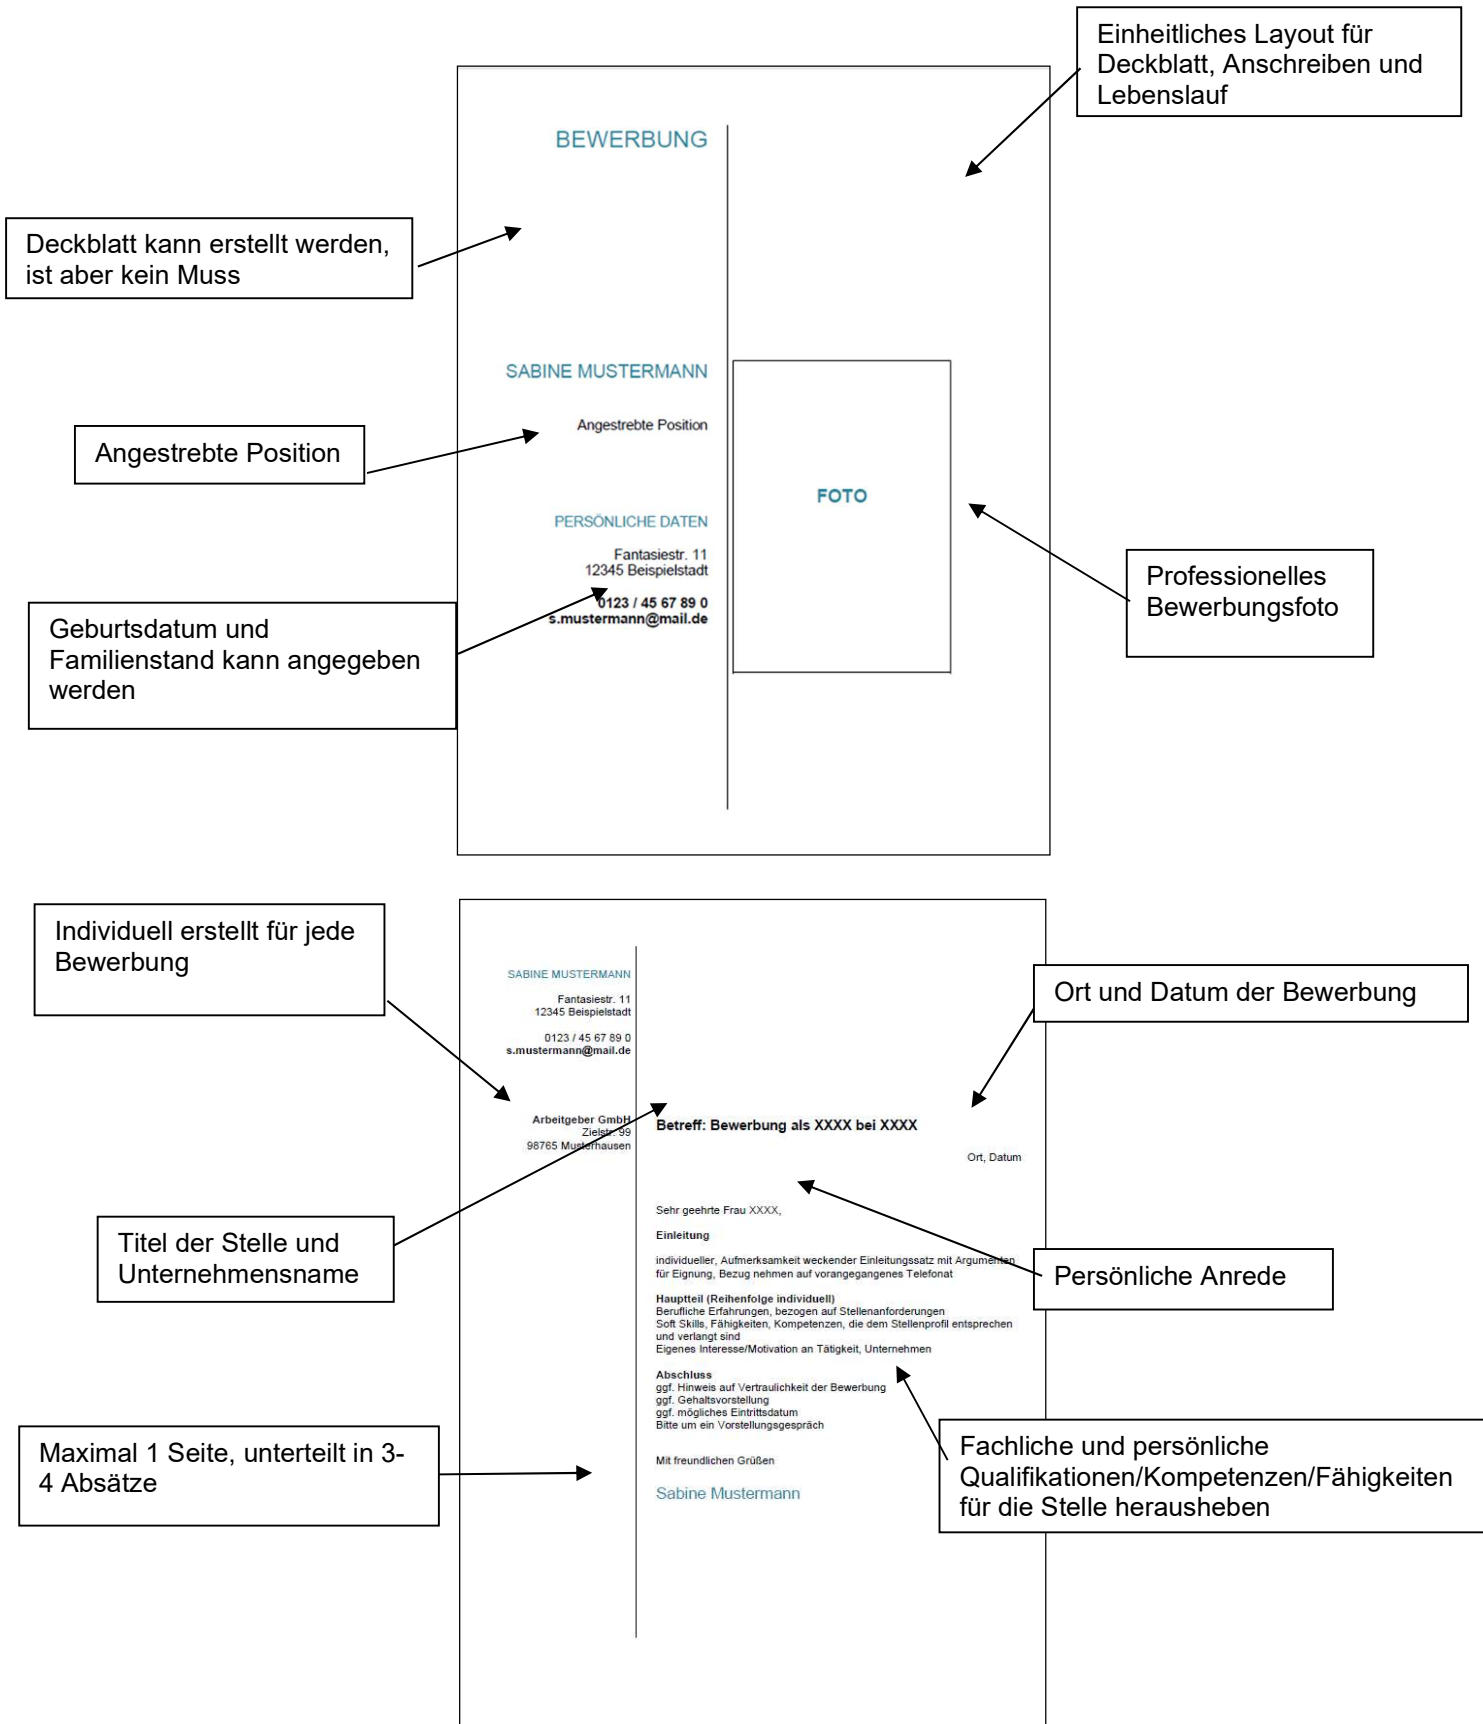 Einheitliches Layout für
Deckblatt, Anschreiben und
Lebenslauf
BEWERBUNG
Deckblatt kann erstellt werden,
ist aber kein Muss
SABINE MUSTERMANN
Angestrebte Position
Angestrebte Position
FOTO
PERSÖNLICHE DATEN
Fantasiestr. 11
12345 Beispielstadt
0123 / 45 67 89 0
s.mustermann@mail.de
Professionelles
Bewerbungsfoto
Geburtsdatum und
Familienstand kann angegeben
werden
Individuell erstellt für jede
Bewerbung
SABINE MUSTERMANN
Fantasiestr. 11
12345 Beispielstadt
0123 / 45 67 89 0
s.mustermann@mail.de
Ort und Datum der Bewerbung
Arbeitgeber GmbH
Zielstr. 99
98765 Musterhausen
Betreff: Bewerbung als XXXX bei XXXX
Ort, Datum
Titel der Stelle und
Unternehmensname
Sehr geehrte Frau XXXX,
Einleitung
individueller, Aufmerksamkeit weckender Einleitungssatz mit Argumenten
für Eignung, Bezug nehmen auf vorangegangenes Telefonat
Persönliche Anrede
Hauptteil (Reihenfolge individuell)
Berufliche Erfahrungen, bezogen auf Stellenanforderungen
Soft Skills, Fähigkeiten, Kompetenzen, die dem Stellenprofil entsprechen
und verlangt sind
Eigenes Interesse/Motivation an Tätigkeit, Unternehmen
Abschluss
ggf. Hinweis auf Vertraulichkeit der Bewerbung
ggf. Gehaltsvorstellung
ggf. mögliches Eintrittsdatum
Bitte um ein Vorstellungsgespräch
Mit freundlichen Grüßen
Sabine Mustermann
Maximal 1 Seite, unterteilt in 3-
4 Absätze
Fachliche und persönliche
Qualifikationen/Kompetenzen/Fähigkeiten
für die Stelle herausheben